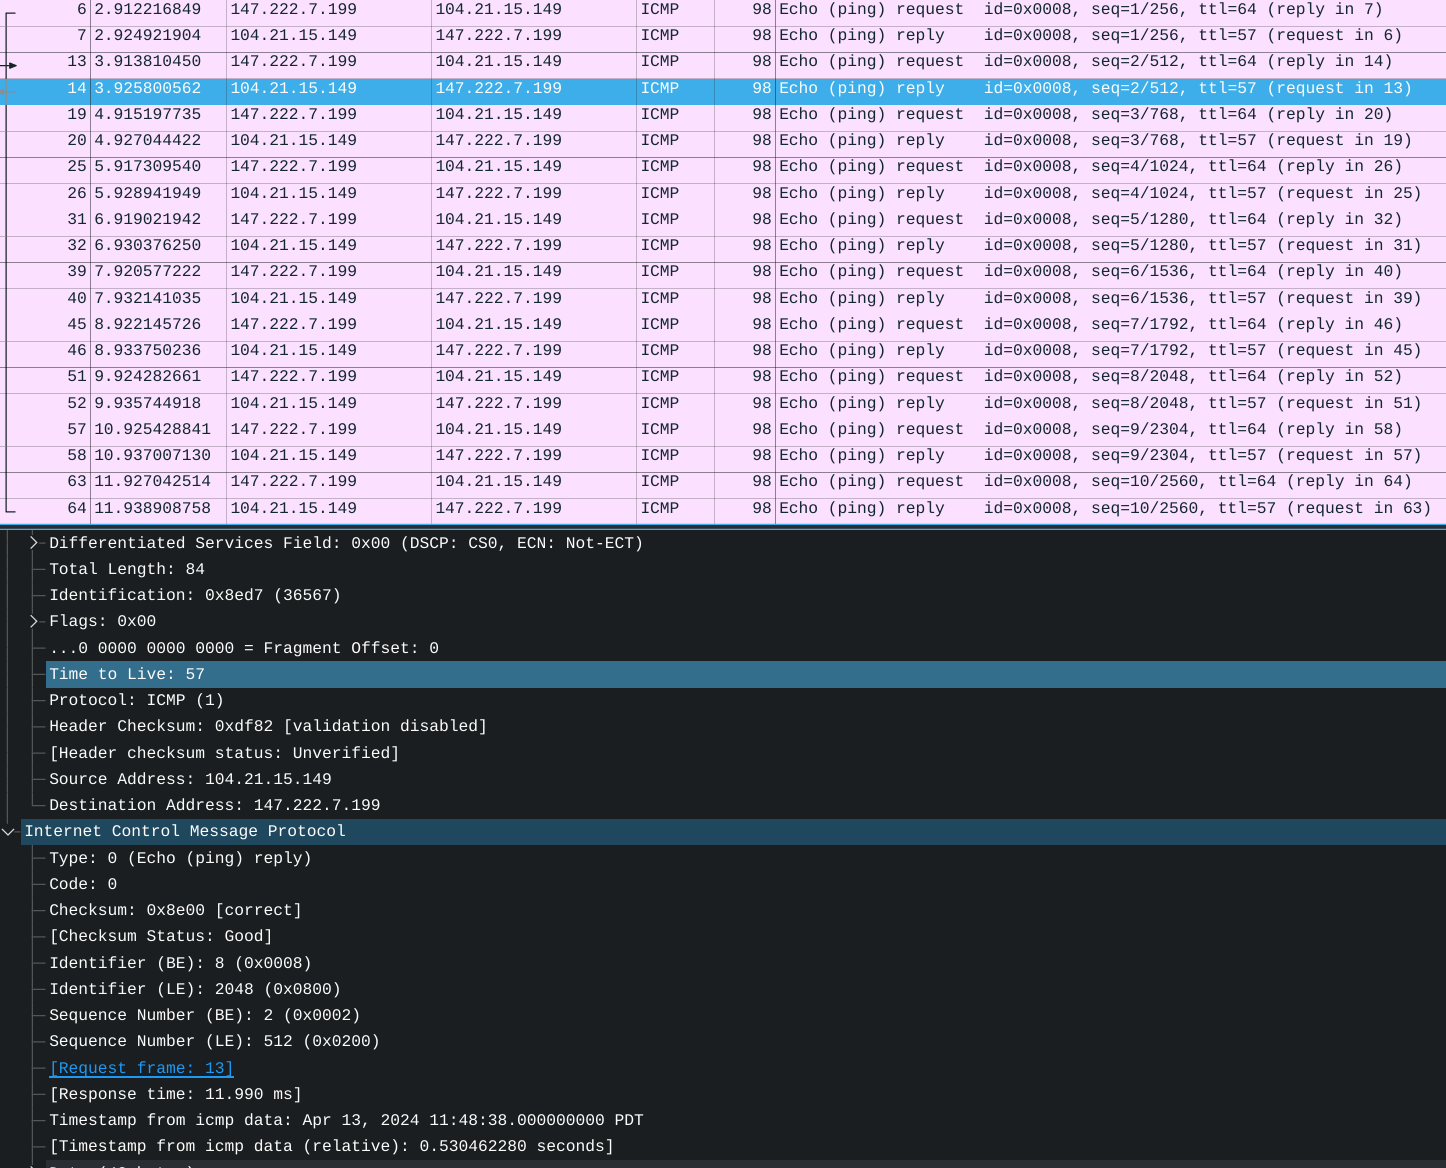 6 2.912216849 147.222.7.199 104.21.15.149 ICMP 98 Echo (ping) request id=0x0008, seq=1/256, ttl=64 (reply in 7)
7 2.924921904 104.21.15.149 147.222.7.199 ICMP 98 Echo (ping) reply id=0x0008, seq=1/256, ttl=57 (request in 6)
13 3.913810450 147.222.7.199 104.21.15.149 ICMP 98 Echo (ping) request id=0x0008, seq=2/512, ttl=64 (reply in 14)
14 3.925800562 104.21.15.149 147.222.7.199 ICMP 98 Echo (ping) reply id=0x0008, seq=2/512, ttl=57 (request in 13)
19 4.915197735 147.222.7.199 104.21.15.149 ICMP 98 Echo (ping) request id=0x0008, seq=3/768, ttl=64 (reply in 20)
20 4.927044422 104.21.15.149 147.222.7.199 ICMP 98 Echo (ping) reply id=0x0008, seq=3/768, ttl=57 (request in 19)
25 5.917309540 147.222.7.199 104.21.15.149 ICMP 98 Echo (ping) request id=0x0008, seq=4/1024, ttl=64 (reply in 26)
26 5.928941949 104.21.15.149 147.222.7.199 ICMP 98 Echo (ping) reply id=0x0008, seq=4/1024, ttl=57 (request in 25)
31 6.919021942 147.222.7.199 104.21.15.149 ICMP 98 Echo (ping) request id=0x0008, seq=5/1280, ttl=64 (reply in 32)
32 6.930376250 104.21.15.149 147.222.7.199 ICMP 98 Echo (ping) reply id=0x0008, seq=5/1280, ttl=57 (request in 31)
39 7.920577222 147.222.7.199 104.21.15.149 ICMP 98 Echo (ping) request id=0x0008, seq=6/1536, ttl=64 (reply in 40)
40 7.932141035 104.21.15.149 147.222.7.199 ICMP 98 Echo (ping) reply id=0x0008, seq=6/1536, ttl=57 (request in 39)
45 8.922145726 147.222.7.199 104.21.15.149 ICMP 98 Echo (ping) request id=0x0008, seq=7/1792, ttl=64 (reply in 46)
46 8.933750236 104.21.15.149 147.222.7.199 ICMP 98 Echo (ping) reply id=0x0008, seq=7/1792, ttl=57 (request in 45)
51 9.924282661 147.222.7.199 104.21.15.149 ICMP 98 Echo (ping) request id=0x0008, seq=8/2048, ttl=64 (reply in 52)
52 9.935744918 104.21.15.149 147.222.7.199 ICMP 98 Echo (ping) reply id=0x0008, seq=8/2048, ttl=57 (request in 51)
57 10.925428841 147.222.7.199 104.21.15.149 ICMP 98 Echo (ping) request id=0x0008, seq=9/2304, ttl=64 (reply in 58)
58 10.937007130 104.21.15.149 147.222.7.199 ICMP 98 Echo (ping) reply id=0x0008, seq=9/2304, ttl=57 (request in 57)
63 11.927042514 147.222.7.199 104.21.15.149 ICMP 98 Echo (ping) request id=0x0008, seq=10/2560, ttl=64 (reply in 64)
64 11.938908758 104.21.15.149 147.222.7.199 ICMP 98 Echo (ping) reply id=0x0008, seq=10/2560, ttl=57 (request in 63)
Differentiated Services Field: 0x00 (DSCP: CS0, ECN: Not-ECT)
Total Length: 84
Identification: 0x8ed7 (36567)
Flags: 0x00
...0 0000 0000 0000 = Fragment Offset: 0
Time to Live: 57
Protocol: ICMP (1)
Header Checksum: 0xdf82 [validation disabled]
[Header checksum status: Unverified]
Source Address: 104.21.15.149
Destination Address: 147.222.7.199
Internet Control Message Protocol
Type: 0 (Echo (ping) reply)
Code: 0
Checksum: 0x8e00 [correct]
[Checksum Status: Good]
Identifier (BE): 8 (0x0008)
Identifier (LE): 2048 (0x0800)
Sequence Number (BE): 2 (0x0002)
Sequence Number (LE): 512 (0x0200)
[Request frame: 13]
[Response time: 11.990 ms]
Timestamp from icmp data: Apr 13, 2024 11:48:38.000000000 PDT
[Timestamp from icmp data (relative): 0.530462280 seconds]